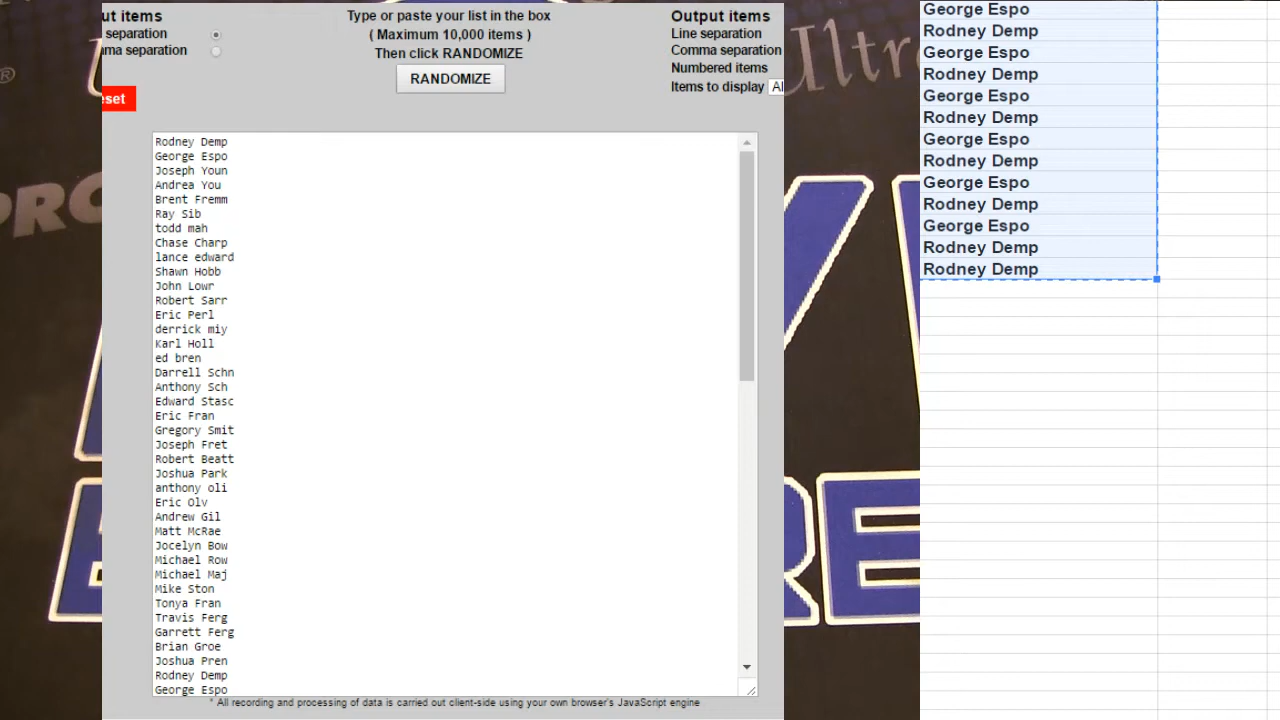 ut items
separation
ma separation
eset
Type or paste your list in the box
( Maximum 10,000 items )
Then click RANDOMIZE
RANDOMIZE
Output items
Line separation
Comma separation
Numbered items
Items to display
Rodney Demp
George Espo
Joseph Youn
Andrea You
Brent Fremm
Ray Sib
todd mah
Chase Charp
lance edward
Shawn Hobb
John Lowr
Robert Sarr
Eric Perl
derrick miy
Karl Holl
ed bren
Darrell Schn
Anthony Sch
Edward Stasc
Eric Fran
Gregory Smit
Joseph Fret
Robert Beatt
Joshua Park
anthony oli
Eric Olv
Andrew Gil
Matt McRae
Jocelyn Bow
Michael Row
Michael Maj
Mike Ston
Tonya Fran
Travis Ferg
Garrett Ferg
Brian Groe
Joshua Pren
Rodney Demp
George Espo
* All recording and processing of data is carried out client-side using your own browser's JavaScript engine
George Espo
Rodney Demp
George Espo
Rodney Demp
George Espo
Rodney Demp
George Espo
Rodney Demp
George Espo
Rodney Demp
George Espo
Rodney Demp
Rodney Demp